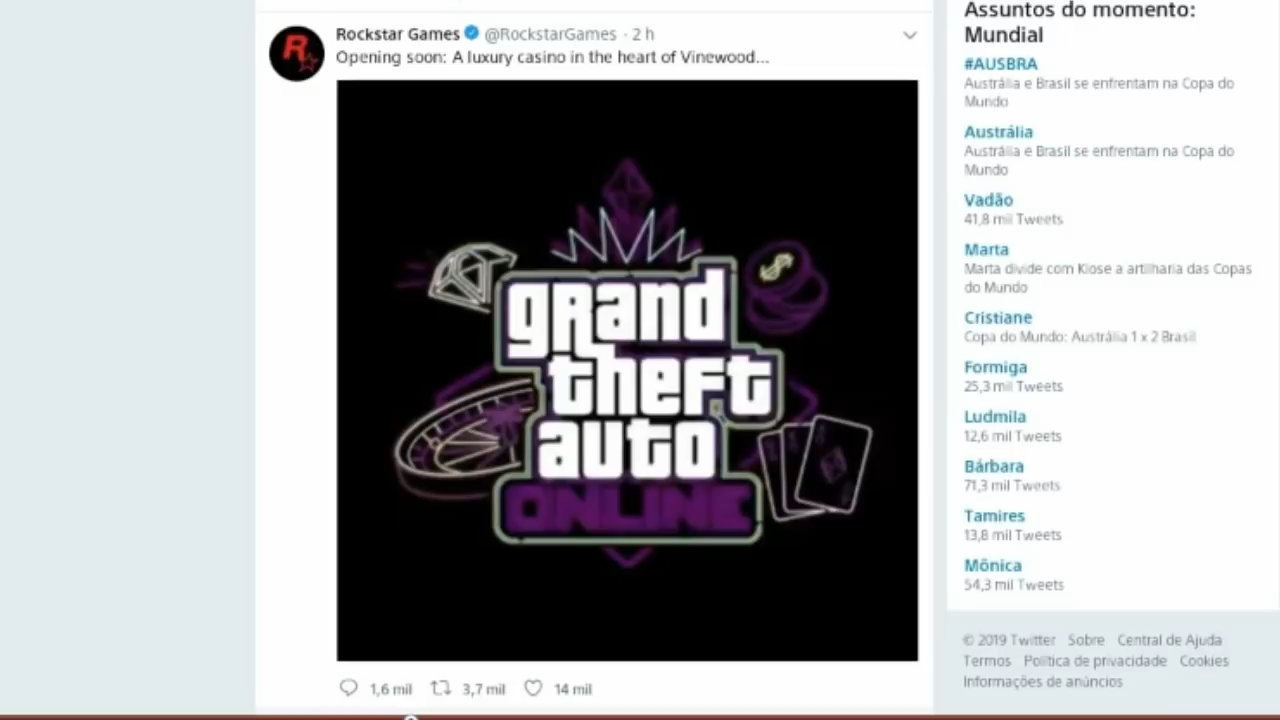 Rockstar Games @RockstarGames · 2 h
Opening soon: A luxury casino in the heart of Vinewood...
R
grand
theft
auto
ONLINE
1,6 mil 3,7 mil 14 mil
Assuntos do momento:
Mundial
#AUSBRA
Austrália e Brasil se enfrentam na Copa do
Mundo
Austrália
Austrália e Brasil se enfrentam na Copa do
Mundo
Vadão
41,8 mil Tweets
Marta
Marta divide com Klose a artilharia das Copas
do Mundo
Cristiane
Copa do Mundo: Austrália 1 x 2 Brasil
Formiga
25,3 mil Tweets
Ludmila
12,6 mil Tweets
Bárbara
71,3 mil Tweets
Tamires
13,8 mil Tweets
Mônica
54,3 mil Tweets
© 2019 Twitter Sobre Central de Ajuda
Termos Política de privacidade Cookies
Informações de anúncios